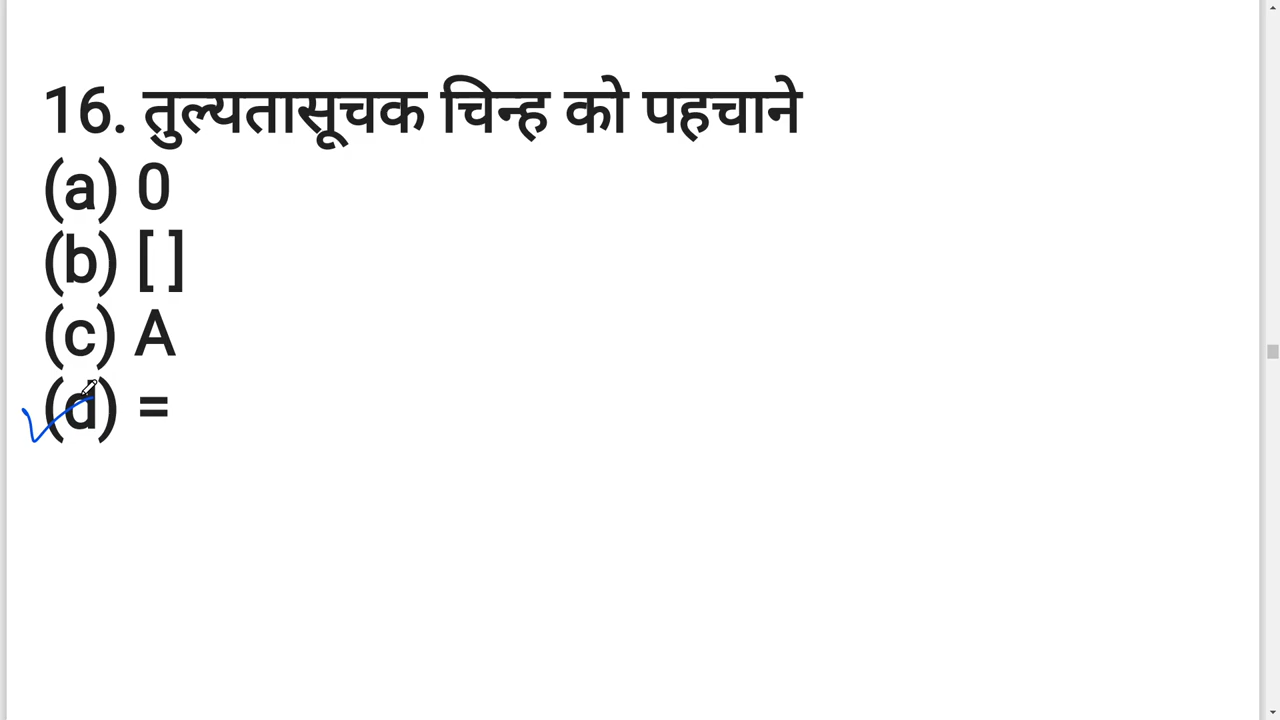 16. तुल्यतासूचक चिन्ह को पहचाने
(a) 0
(b) [ ]
(c) A
(d) =